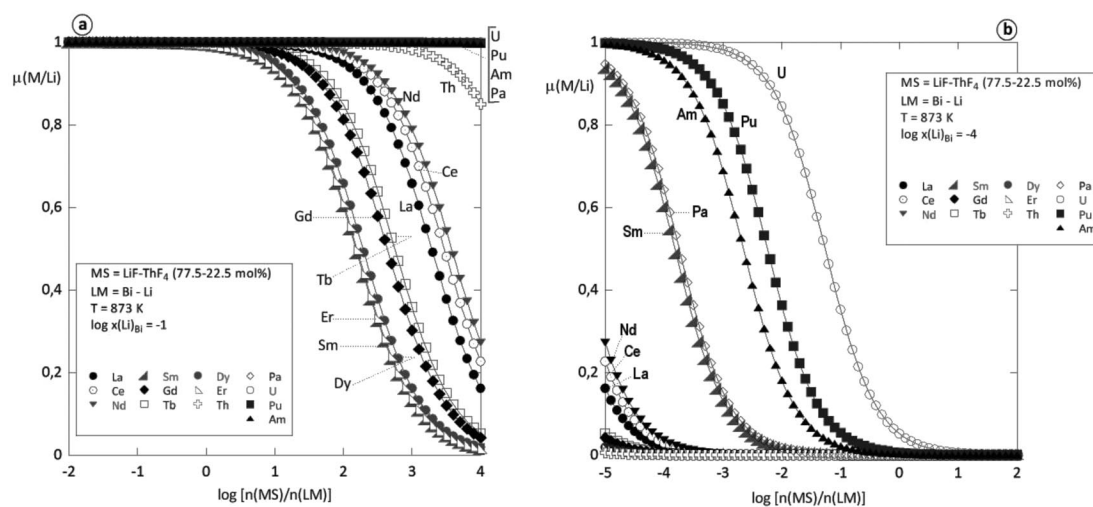 a
μ(M/Li)
1
0,8
0,6
0,4
0,2
0
-2 -1 0 1 2 3 4
log [n(MS)/n(LM)]
U
Pu
Am
Pa
Th
Nd
Ce
La
Gd
Tb
Er
Sm
Dy
MS = LiF-ThF₄ (77.5-22.5 mol%)
LM = Bi - Li
T = 873 K
log x(Li)Bi = -1
La Sm Dy Pa
Ce Gd Er U
Nd Tb Th Pu
Am
b
μ(M/Li)
1
0,8
0,6
0,4
0,2
0
-5 -4 -3 -2 -1 0 1 2
log [n(MS)/n(LM)]
U
Pu
Am
Pa
Sm
Nd
Ce
La
MS = LiF-ThF₄ (77.5-22.5 mol%)
LM = Bi - Li
T = 873 K
log x(Li)Bi = -4
La Sm Dy Pa
Ce Gd Er U
Nd Tb Th Pu
Am